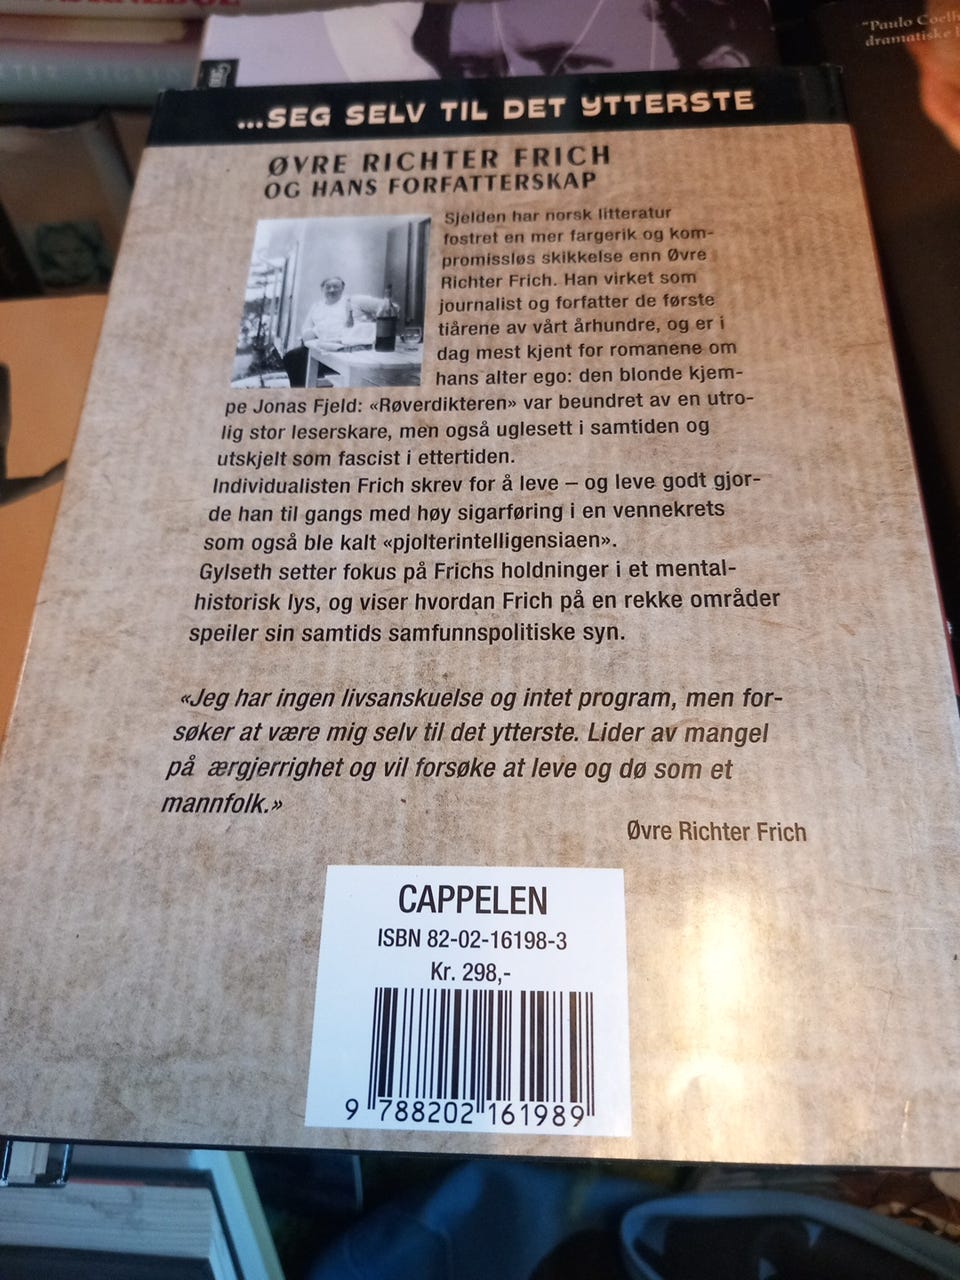 "Paulo Coelh
dramatiske
...SEG SELV TIL DET YTTERSTE
ØVRE RICHTER FRICH
OG HANS FORFATTERSKAP
Sjelden har norsk litteratur
fostret en mer fargerik og kom-
promissløs skikkelse enn Øvre
Richter Frich. Han virket som
journalist og forfatter de første
tiårene av vårt århundre, og er i
dag mest kjent for romanene om
hans alter ego: den blonde kjem-
pe Jonas Fjeld: «Røverdikteren» var beundret av en utro-
lig stor leserskare, men også uglesett i samtiden og
utskjelt som fascist i ettertiden.
Individualisten Frich skrev for å leve – og leve godt gjor-
de han til gangs med høy sigarføring i en vennekrets
som også ble kalt «pjolterintelligensiaen».
Gylseth setter fokus på Frichs holdninger i et mental-
historisk lys, og viser hvordan Frich på en rekke områder
speiler sin samtids samfunnspolitiske syn.
«Jeg har ingen livsanskuelse og intet program, men for-
søker at være mig selv til det ytterste. Lider av mangel
på ærgjerrighet og vil forsøke at leve og dø som et
mannfolk.»
Øvre Richter Frich
CAPPELEN
ISBN 82-02-16198-3
Kr. 298,-
9 788202 161989